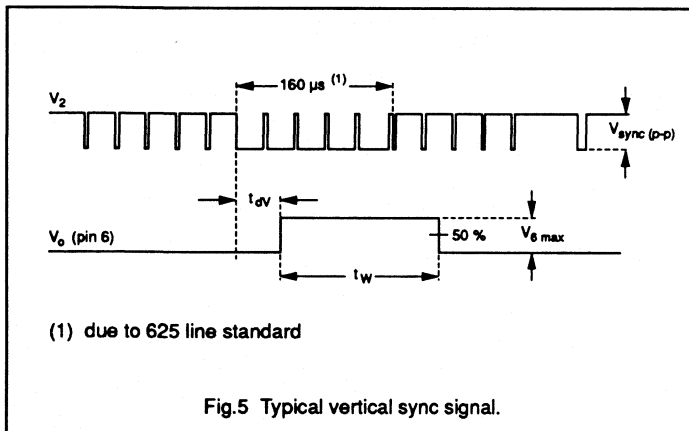 160 µs (1)
V2
Vsync (p-p)
tdV
Vo (pin 6)
50 %
V6 max
tW
(1) due to 625 line standard
Fig.5 Typical vertical sync signal.